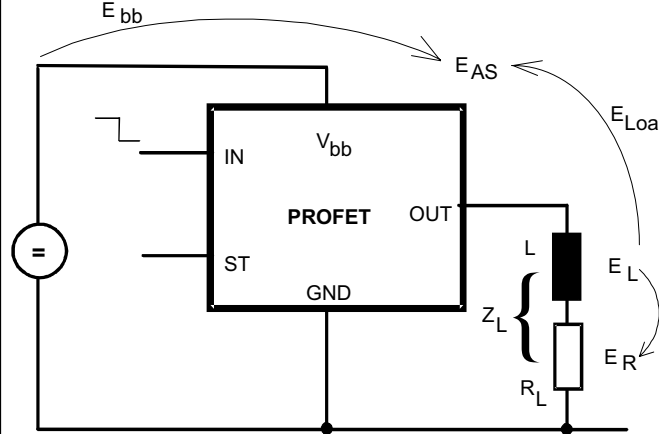 E bb
E AS
E Loa
V bb
IN
PROFET
OUT
=
ST
GND
L
E L
Z L {
E R
R L